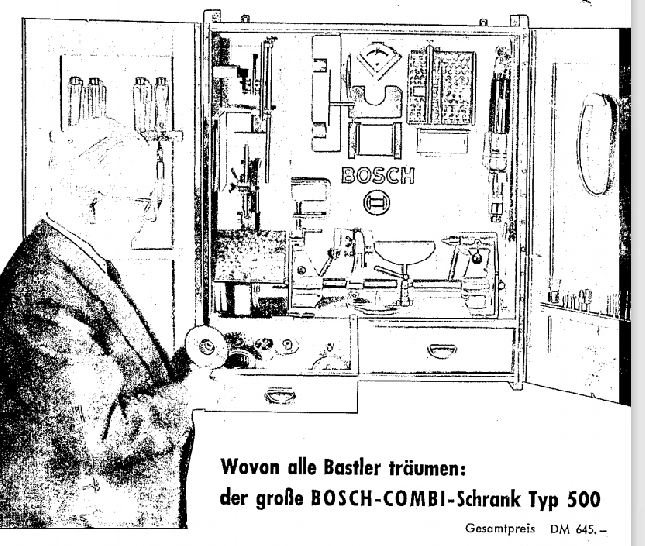 BOSCH
Wovon alle Bastler träumen:
der große BOSCH-COMBI-Schrank Typ 500
Gesamtpreis DM 645.–